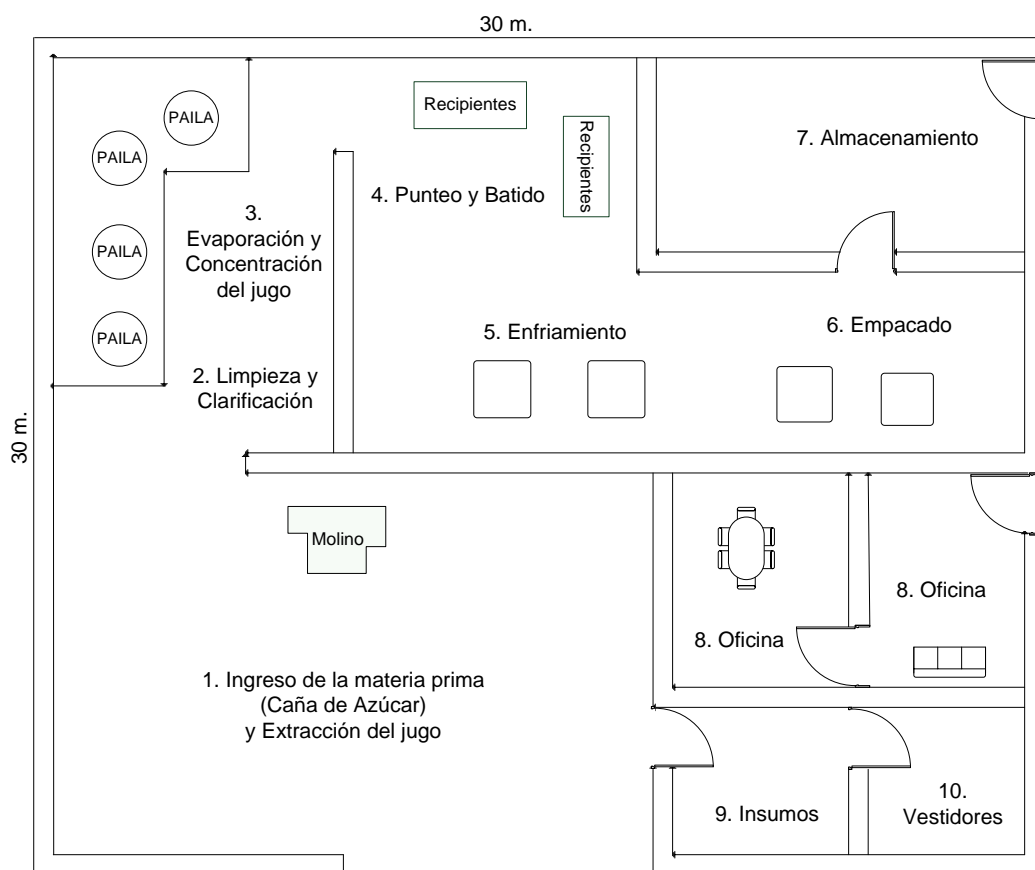 30 m.
30 m.
PAILA
PAILA
PAILA
PAILA
Recipientes
Recipientes
7. Almacenamiento
4. Punteo y Batido
3.
Evaporación y
Concentración
del jugo
5. Enfriamiento
6. Empacado
2. Limpieza y
Clarificación
Molino
8. Oficina
8. Oficina
1. Ingreso de la materia prima
(Caña de Azúcar)
y Extracción del jugo
9. Insumos
10.
Vestidores